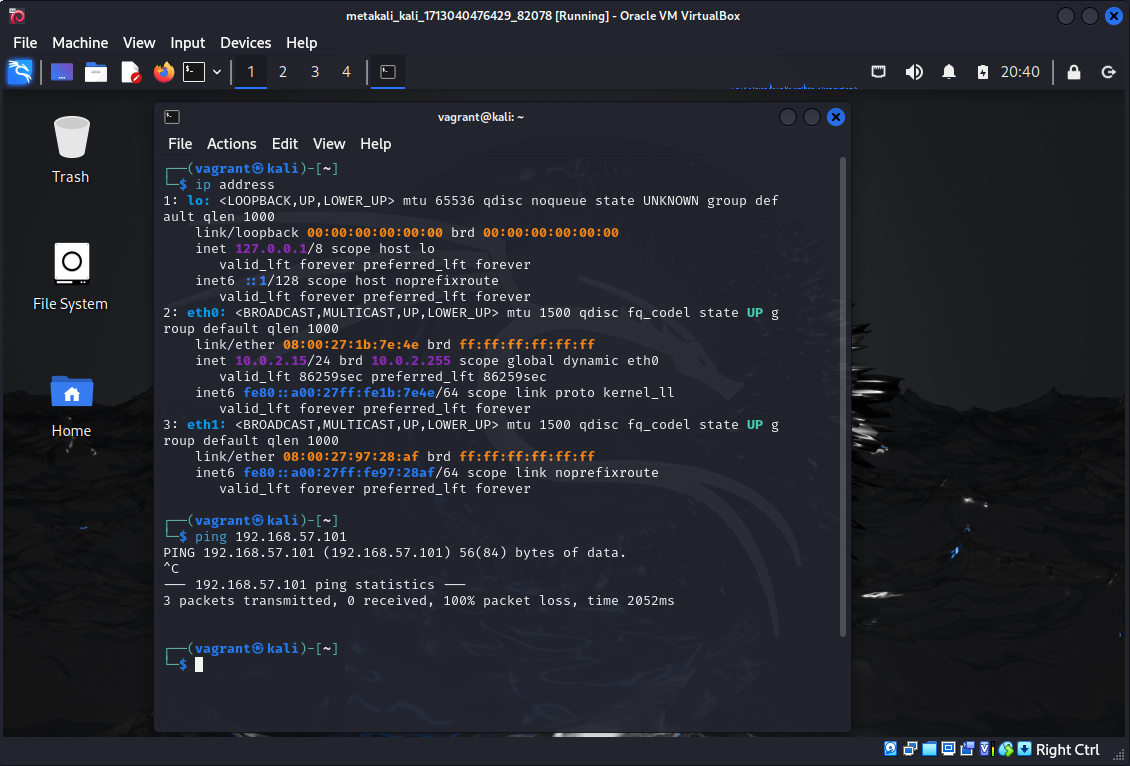 metakali_kali_1713040476429_82078 [Running] - Oracle VM VirtualBox
File Machine View Input Devices Help
1 2 3 4 20:40
vagrant@kali: ~
File Actions Edit View Help
┌──(vagrant㉿kali)-[~]
└─$ ip address
1: lo: <LOOPBACK,UP,LOWER_UP> mtu 65536 qdisc noqueue state UNKNOWN group def
ault qlen 1000
link/loopback 00:00:00:00:00:00 brd 00:00:00:00:00:00
inet 127.0.0.1/8 scope host lo
valid_lft forever preferred_lft forever
inet6 ::1/128 scope host noprefixroute
valid_lft forever preferred_lft forever
2: eth0: <BROADCAST,MULTICAST,UP,LOWER_UP> mtu 1500 qdisc fq_codel state UP g
roup default qlen 1000
link/ether 08:00:27:1b:7e:4e brd ff:ff:ff:ff:ff:ff
inet 10.0.2.15/24 brd 10.0.2.255 scope global dynamic eth0
valid_lft 86259sec preferred_lft 86259sec
inet6 fe80::a00:27ff:fe1b:7e4e/64 scope link proto kernel_ll
valid_lft forever preferred_lft forever
3: eth1: <BROADCAST,MULTICAST,UP,LOWER_UP> mtu 1500 qdisc fq_codel state UP g
roup default qlen 1000
link/ether 08:00:27:97:28:af brd ff:ff:ff:ff:ff:ff
inet6 fe80::a00:27ff:fe97:28af/64 scope link noprefixroute
valid_lft forever preferred_lft forever
┌──(vagrant㉿kali)-[~]
└─$ ping 192.168.57.101
PING 192.168.57.101 (192.168.57.101) 56(84) bytes of data.
^C
--- 192.168.57.101 ping statistics ---
3 packets transmitted, 0 received, 100% packet loss, time 2052ms
┌──(vagrant㉿kali)-[~]
└─$
Trash
File System
Home
Right Ctrl